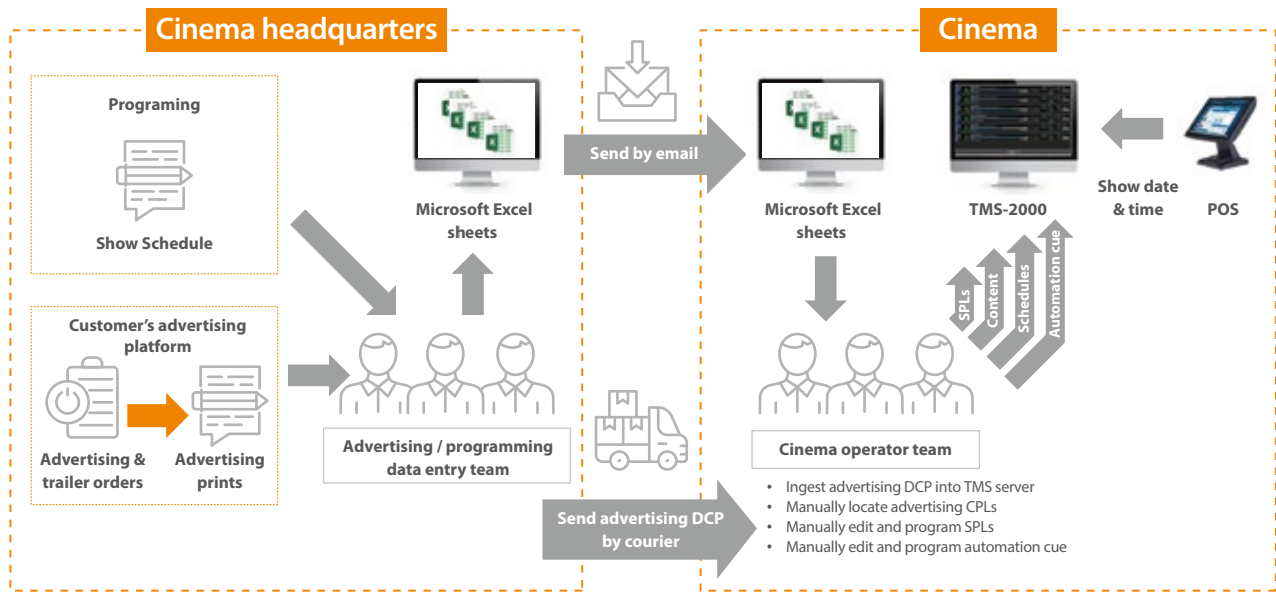 Cinema headquarters
Programing
Show Schedule
Customer's advertising
platform
Advertising &
trailer orders
Advertising
prints
Microsoft Excel
sheets
Advertising / programming
data entry team
Send by email
Send advertising DCP
by courier
Cinema
Microsoft Excel
sheets
TMS-2000
Show date
& time
POS
SPLs
Content
Schedules
Automation cue
Cinema operator team
• Ingest advertising DCP into TMS server
• Manually locate advertising CPLs
• Manually edit and program SPLs
• Manually edit and program automation cue